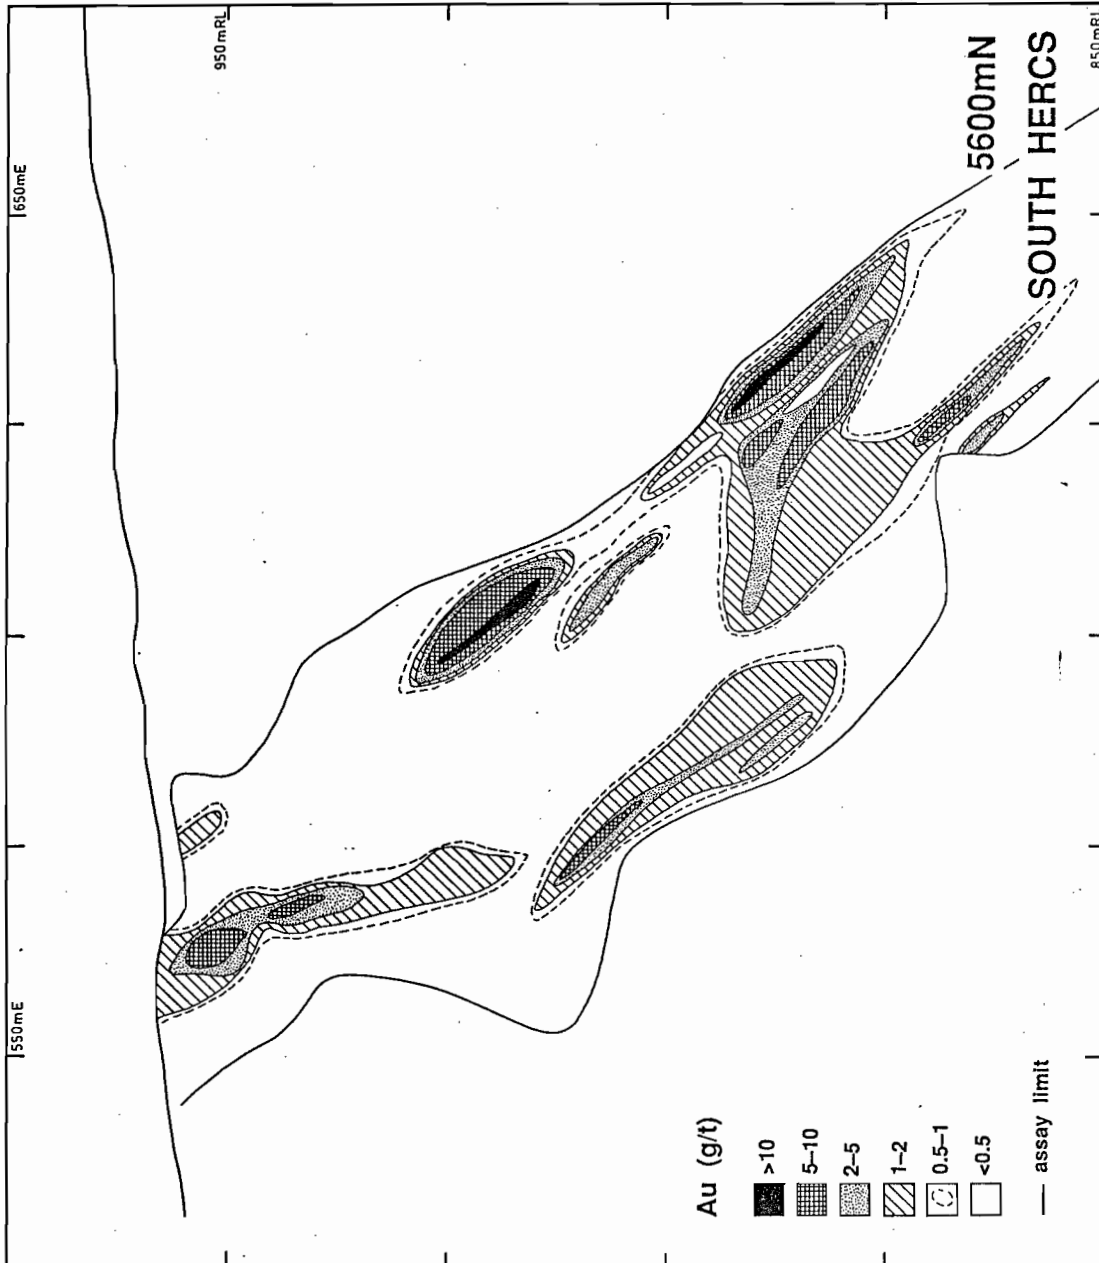 550mE
650mE
950mRL
850mRL
5600mN
SOUTH HERCS
Au (g/t)
>10
5–10
2–5
1–2
0.5–1
<0.5
assay limit